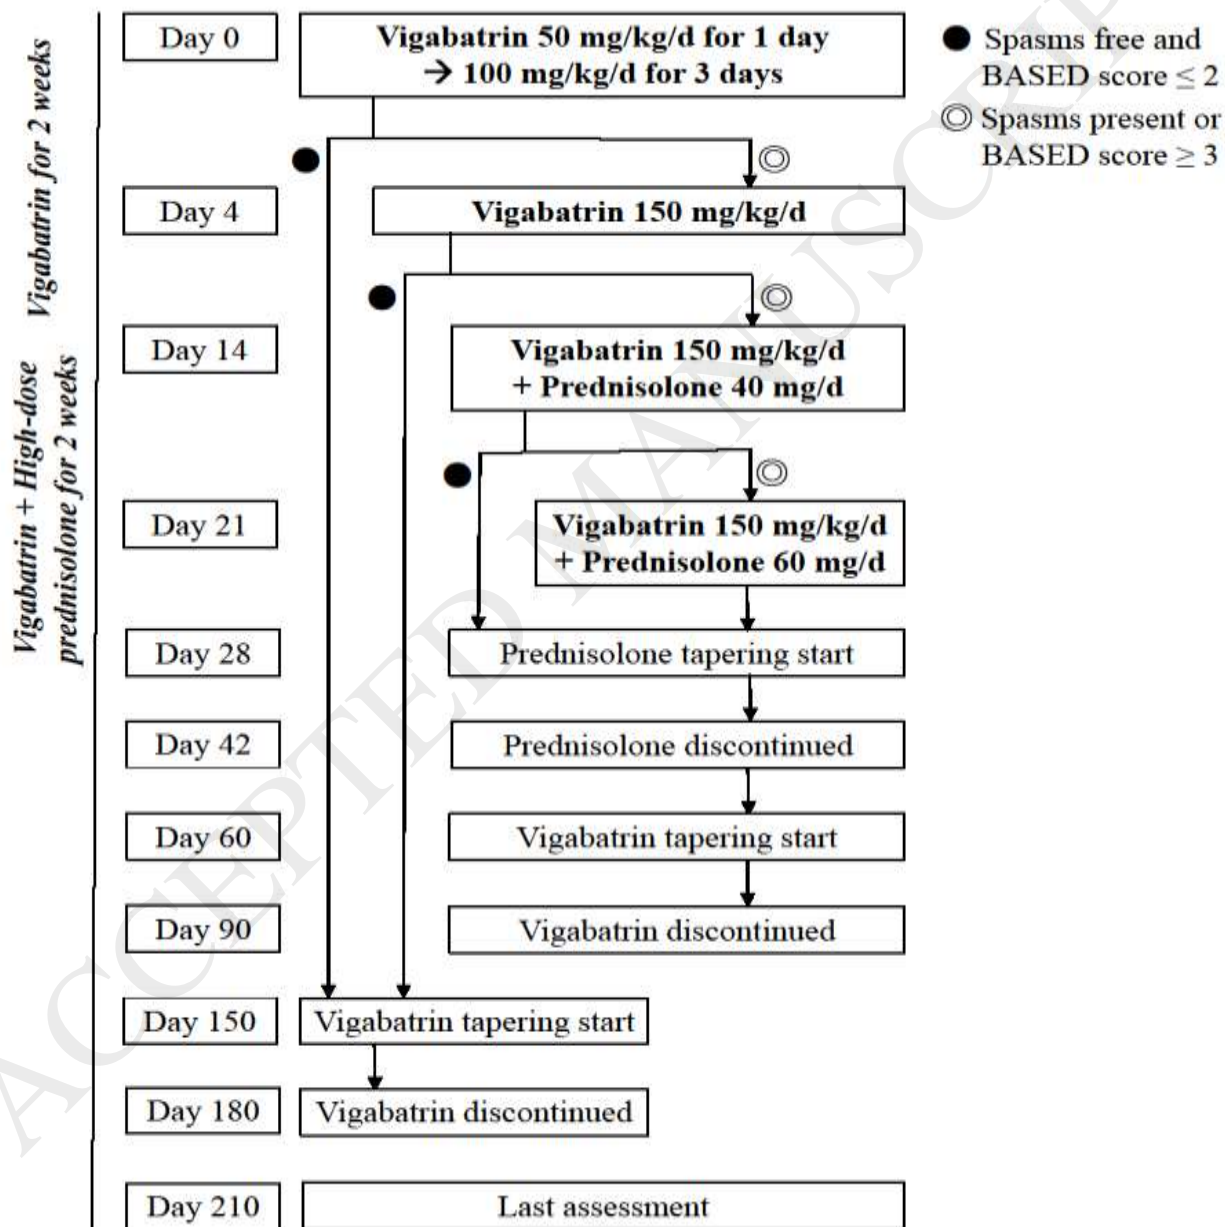 Day 0
Vigabatrin 50 mg/kg/d for 1 day
→ 100 mg/kg/d for 3 days
Spasms free and
BASED score ≤ 2
Spasms present or
BASED score ≥ 3
Vigabatrin for 2 weeks
Day 4
Vigabatrin 150 mg/kg/d
Day 14
Vigabatrin 150 mg/kg/d
+ Prednisolone 40 mg/d
Vigabatrin + High-dose
prednisolone for 2 weeks
Day 21
Vigabatrin 150 mg/kg/d
+ Prednisolone 60 mg/d
Day 28
Prednisolone tapering start
Day 42
Prednisolone discontinued
Day 60
Vigabatrin tapering start
Day 90
Vigabatrin discontinued
Day 150
Vigabatrin tapering start
Day 180
Vigabatrin discontinued
Day 210
Last assessment
ACCEPTED MANUSCRIP